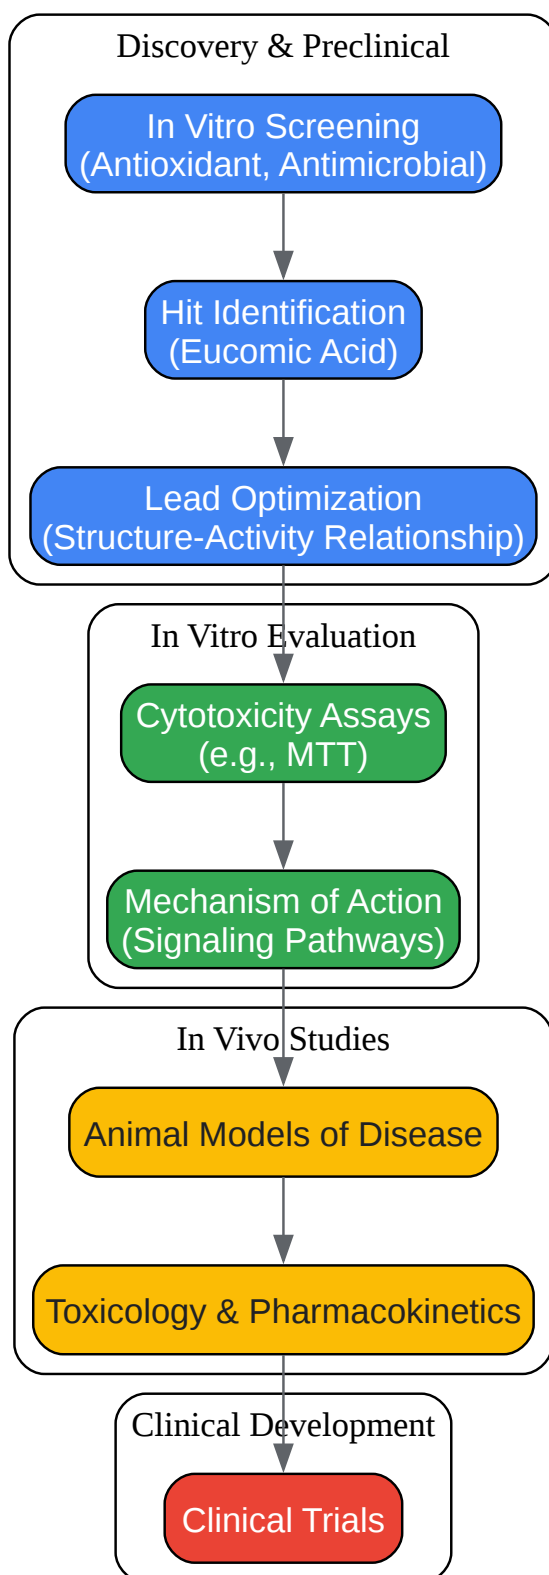 Discovery & Preclinical
In Vitro Screening
(Antioxidant, Antimicrobial)
Hit Identification
(Eucomic Acid)
Lead Optimization
(Structure-Activity Relationship)
In Vitro Evaluation
Cytotoxicity Assays
(e.g., MTT)
Mechanism of Action
(Signaling Pathways)
In Vivo Studies
Animal Models of Disease
Toxicology & Pharmacokinetics
Clinical Development
Clinical Trials